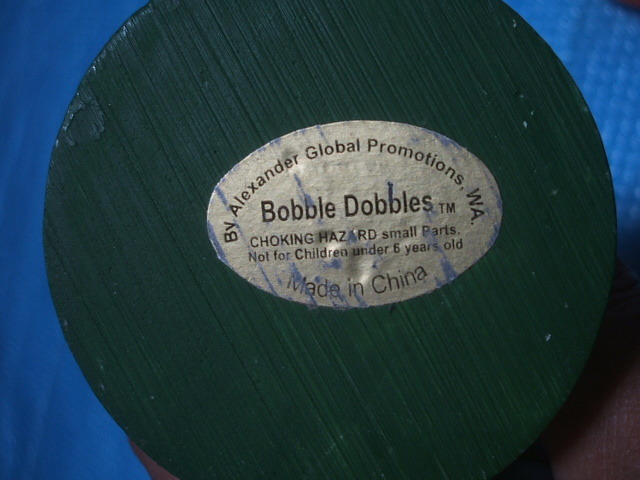 By Alexander Global Promotions, WA.
Bobble Dobbles TM
CHOKING HAZARD small Parts.
Not for Children under 6 years old
Made in China